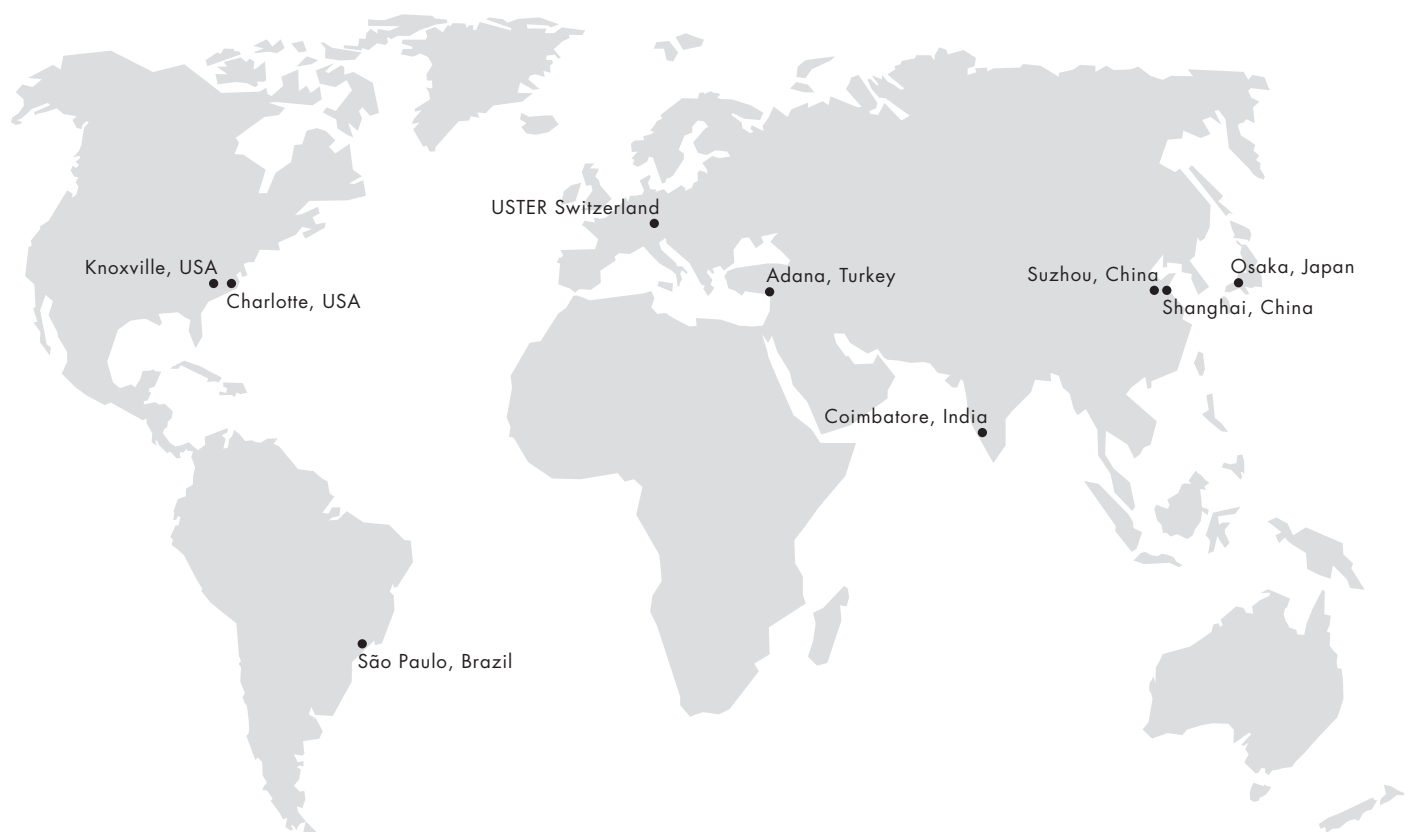 USTER Switzerland
Knoxville, USA
Charlotte, USA
Adana, Turkey
Suzhou, China
Osaka, Japan
Shanghai, China
Coimbatore, India
São Paulo, Brazil